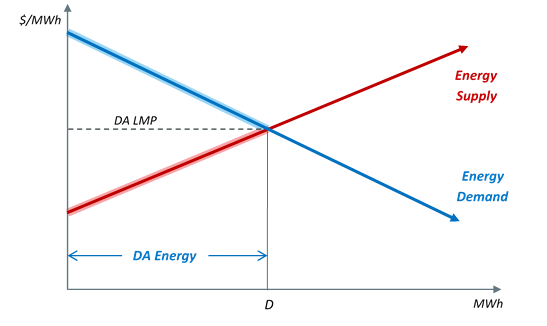 $/MWh
Energy
Supply
DA LMP
Energy
Demand
DA Energy
D
MWh